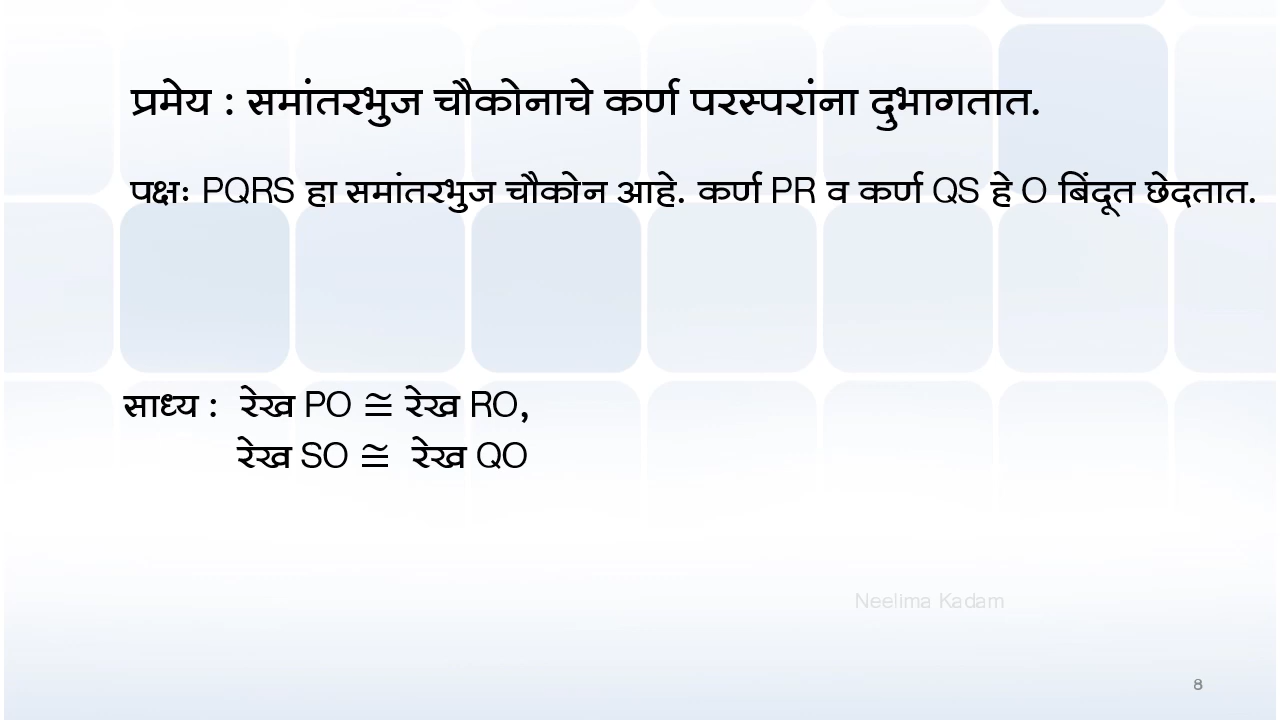 प्रमेय : समांतरभुज चौकोनाचे कर्ण परस्परांना दुभागतात.
पक्षः PQRS हा समांतरभुज चौकोन आहे. कर्ण PR व कर्ण QS हे O बिंदूत छेदतात.
साध्य : रेख PO ≅ रेख RO,
रेख SO ≅ रेख QO
Neelima Kadam
8